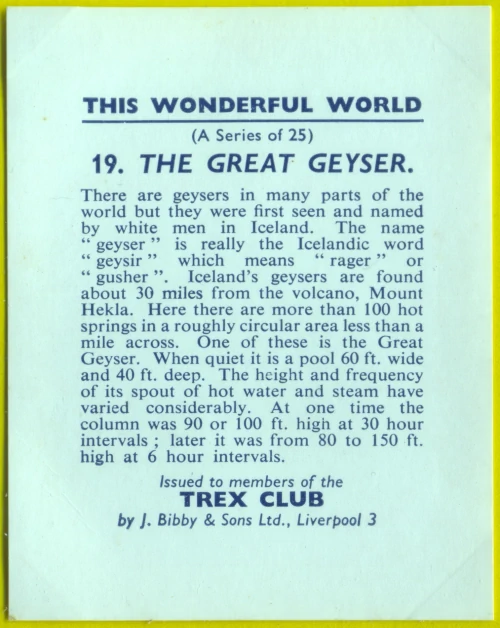 THIS WONDERFUL WORLD
(A Series of 25)
19. THE GREAT GEYSER.
There are geysers in many parts of the
world but they were first seen and named
by white men in Iceland. The name
“ geyser ” is really the Icelandic word
“ geysir ” which means “ rager ” or
“ gusher ”. Iceland's geysers are found
about 30 miles from the volcano, Mount
Hekla. Here there are more than 100 hot
springs in a roughly circular area less than a
mile across. One of these is the Great
Geyser. When quiet it is a pool 60 ft. wide
and 40 ft. deep. The height and frequency
of its spout of hot water and steam have
varied considerably. At one time the
column was 90 or 100 ft. high at 30 hour
intervals ; later it was from 80 to 150 ft.
high at 6 hour intervals.
Issued to members of the
TREX CLUB
by J. Bibby & Sons Ltd., Liverpool 3